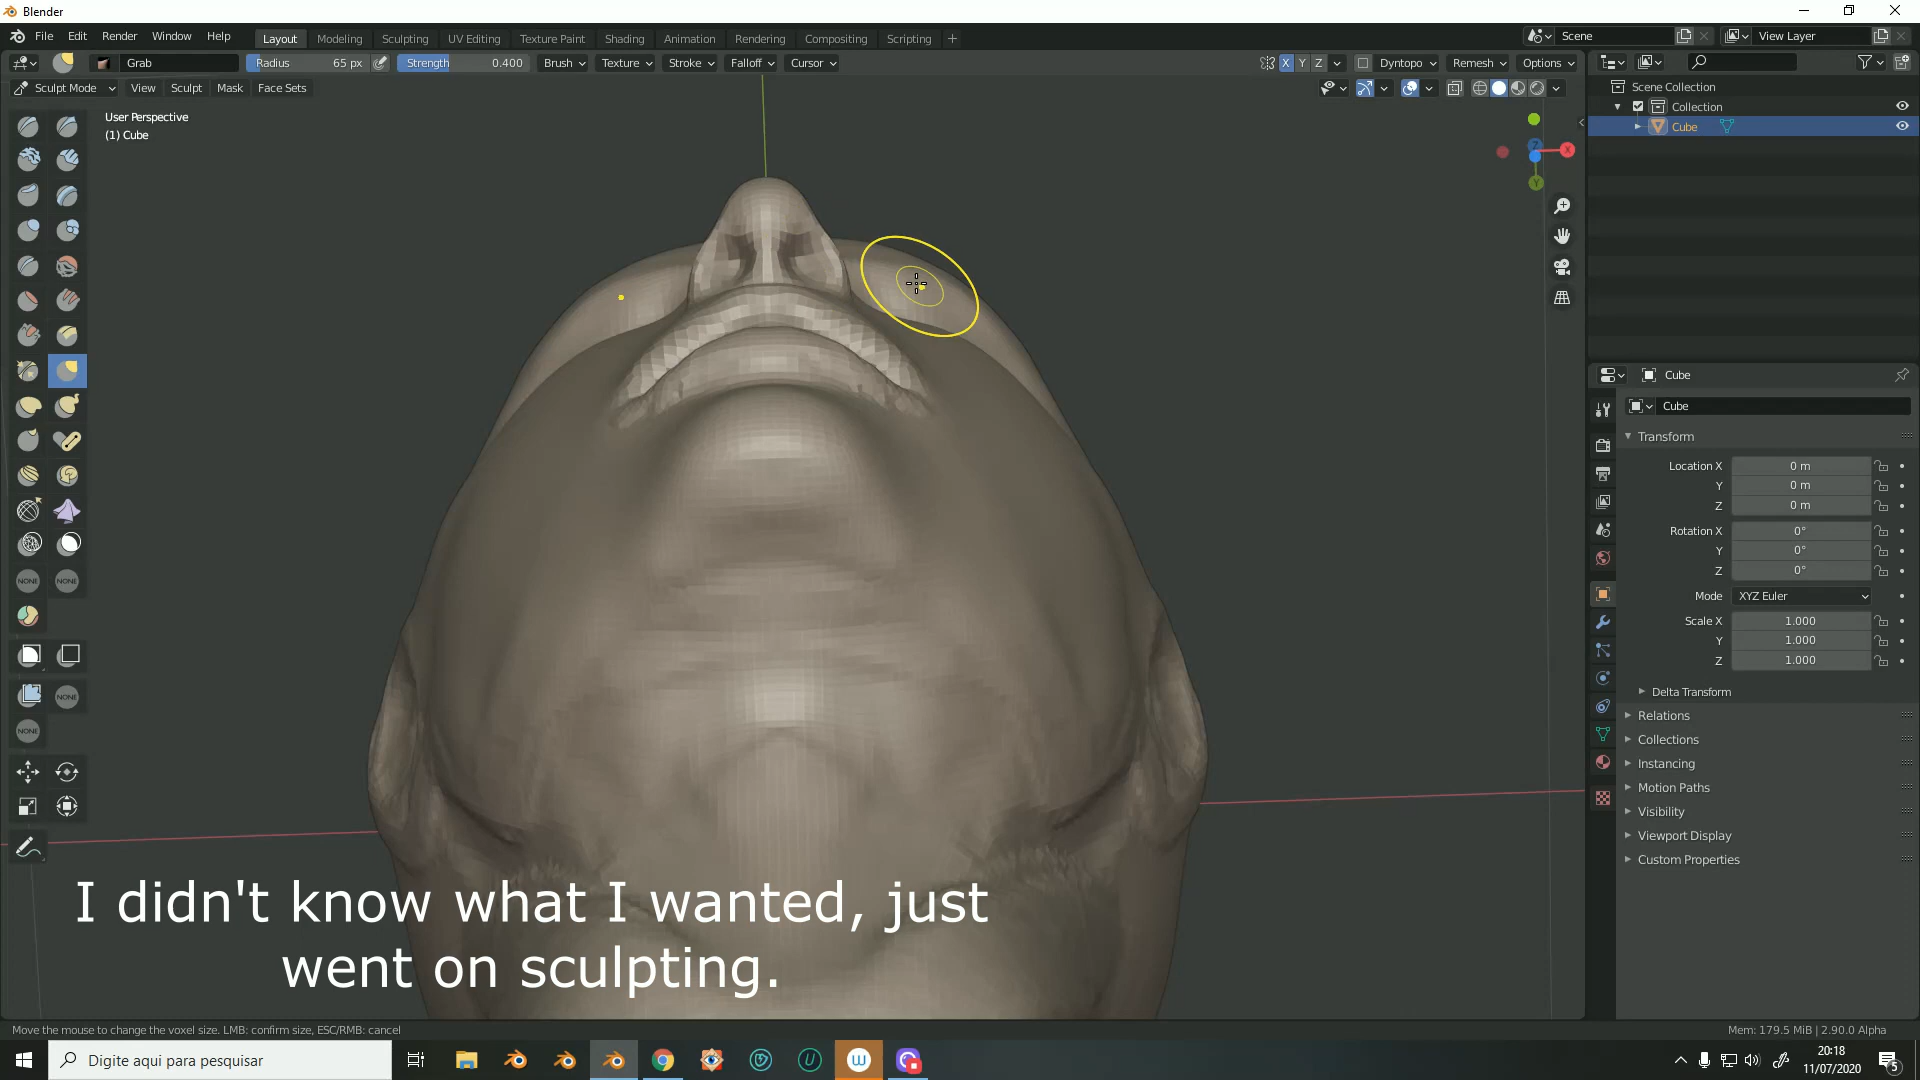 Blender
File Edit Render Window Help Layout Modeling Sculpting UV Editing Texture Paint Shading Animation Rendering Compositing Scripting Scene View Layer
Grab Radius 65 px Strength 0.400 Brush Texture Stroke Falloff Cursor X Y Z Dyntopo Remesh Options
Sculpt Mode View Sculpt Mask Face Sets
Scene Collection
Collection
Cube
User Perspective
(1) Cube
Z
X
Y
NONE NONE
NONE
NONE
Cube
Cube
Transform
Location X 0 m
Y 0 m
Z 0 m
Rotation X 0°
Y 0°
Z 0°
Mode XYZ Euler
Scale X 1.000
Y 1.000
Z 1.000
Delta Transform
Relations
Collections
Instancing
Motion Paths
Visibility
Viewport Display
Custom Properties
I didn't know what I wanted, just
went on sculpting.
Move the mouse to change the voxel size. LMB: confirm size, ESC/RMB: cancel
Mem: 179.5 MiB | 2.90.0 Alpha
Digite aqui para pesquisar
20:18
11/07/2020
5